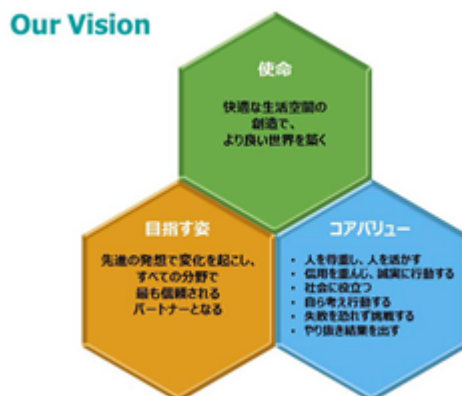 Our Vision
使命
快適な生活空間の
創造で、
より良い世界を築く
目指す姿
先進の発想で変化を起こし、
すべての分野で
最も信頼される
パートナーとなる
コアバリュー
• 人を尊重し、人を活かす
• 信用を重んじ、誠実に行動する
• 社会に役立つ
• 自ら考え行動する
• 失敗を恐れず挑戦する
• やり抜き結果を出す